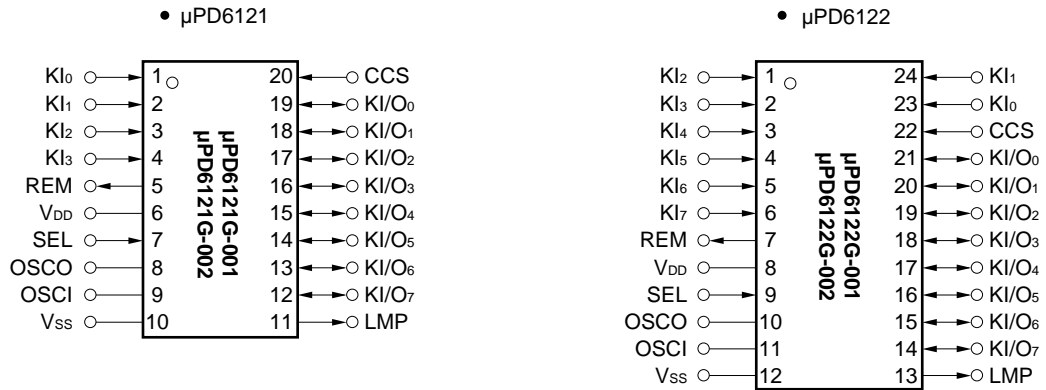 • μPD6121
KI0 1 20 CCS
KI1 2 19 KI/O0
KI2 3 18 KI/O1
KI3 4 17 KI/O2
REM 5 16 KI/O3
VDD 6 15 KI/O4
SEL 7 14 KI/O5
OSCO 8 13 KI/O6
OSCI 9 12 KI/O7
VSS 10 11 LMP
μPD6121G-001
μPD6121G-002
• μPD6122
KI2 1 24 KI1
KI3 2 23 KI0
KI4 3 22 CCS
KI5 4 21 KI/O0
KI6 5 20 KI/O1
KI7 6 19 KI/O2
REM 7 18 KI/O3
VDD 8 17 KI/O4
SEL 9 16 KI/O5
OSCO 10 15 KI/O6
OSCI 11 14 KI/O7
VSS 12 13 LMP
μPD6122G-001
μPD6122G-002